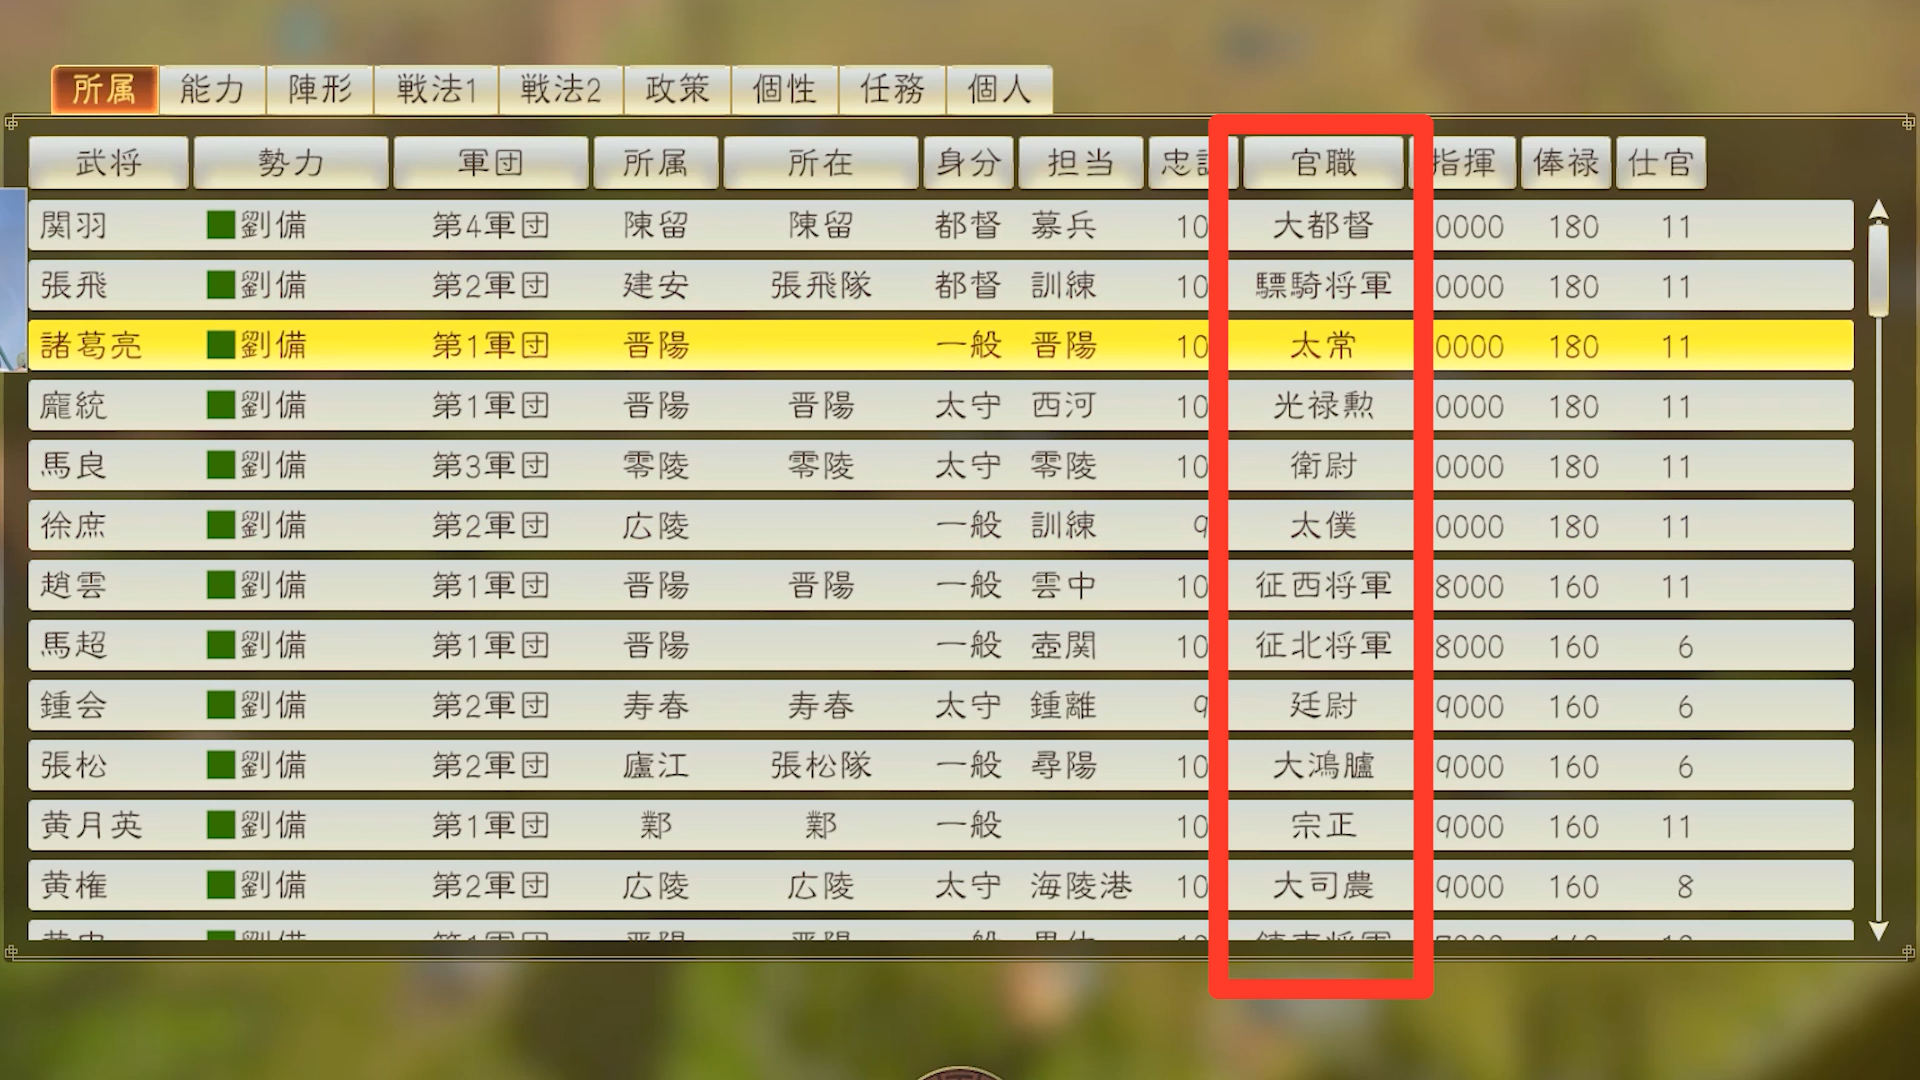 所属 能力 陣形 戦法1 戦法2 政策 個性 任務 個人
武将 勢力 軍団 所属 所在 身分 担当 忠 官職 指揮 俸禄 仕官
関羽 劉備 第4軍団 陳留 陳留 都督 募兵 10 大都督 0000 180 11
張飛 劉備 第2軍団 建安 張飛隊 都督 訓練 10 驃騎将軍 0000 180 11
諸葛亮 劉備 第1軍団 晋陽 一般 晋陽 10 太常 0000 180 11
龐統 劉備 第1軍団 晋陽 晋陽 太守 西河 10 光禄勲 0000 180 11
馬良 劉備 第3軍団 零陵 零陵 太守 零陵 10 衛尉 0000 180 11
徐庶 劉備 第2軍団 広陵 一般 訓練 9 太僕 0000 180 11
趙雲 劉備 第1軍団 晋陽 晋陽 一般 雲中 10 征西将軍 8000 160 11
馬超 劉備 第1軍団 晋陽 一般 壺関 10 征北将軍 8000 160 6
鍾会 劉備 第2軍団 寿春 寿春 太守 鍾離 9 廷尉 9000 160 6
張松 劉備 第2軍団 廬江 張松隊 一般 尋陽 10 大鴻臚 9000 160 6
黄月英 劉備 第1軍団 鄴 鄴 一般 10 宗正 9000 160 11
黄権 劉備 第2軍団 広陵 広陵 太守 海陵港 10 大司農 9000 160 8